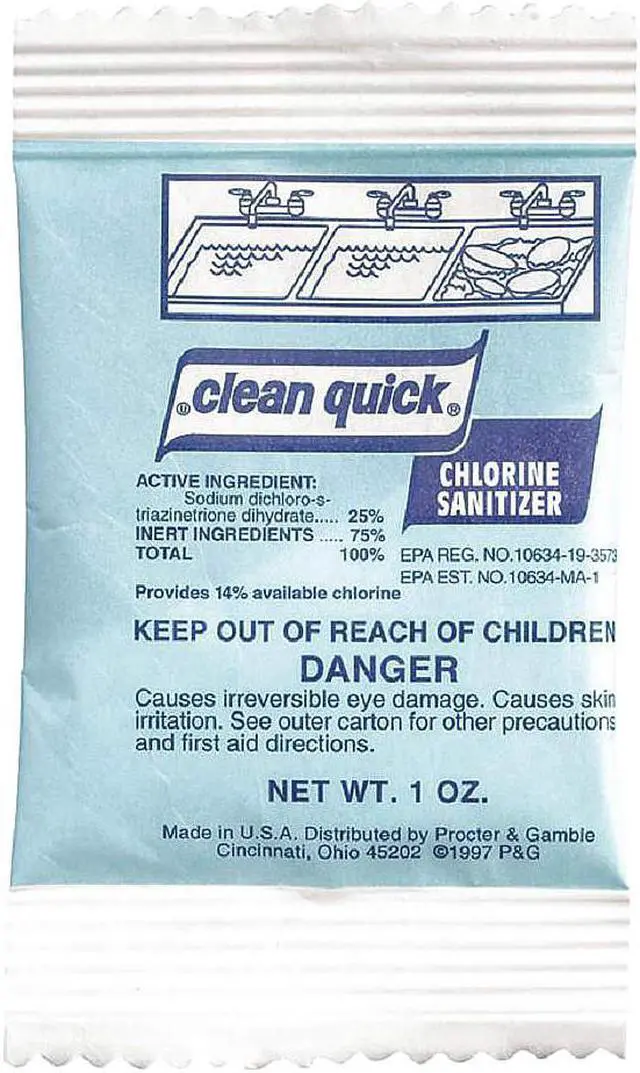 clean quick®
CHLORINE
SANITIZER
ACTIVE INGREDIENT:
Sodium dichloro-s-
triazinetrione dihydrate..... 25%
INERT INGREDIENTS ..... 75%
TOTAL 100%
EPA REG. NO.10634-19-3573
EPA EST. NO.10634-MA-1
Provides 14% available chlorine
KEEP OUT OF REACH OF CHILDREN
DANGER
Causes irreversible eye damage. Causes skin
irritation. See outer carton for other precautions
and first aid directions.
NET WT. 1 OZ.
Made in U.S.A. Distributed by Procter & Gamble
Cincinnati, Ohio 45202 ©1997 P&G